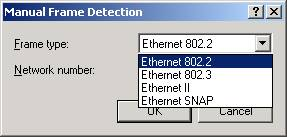 Manual Frame Detection
Frame type:
Ethernet 802.2
Network number:
Ethernet 802.2
Ethernet 802.3
Ethernet II
Ethernet SNAP
OK
Cancel